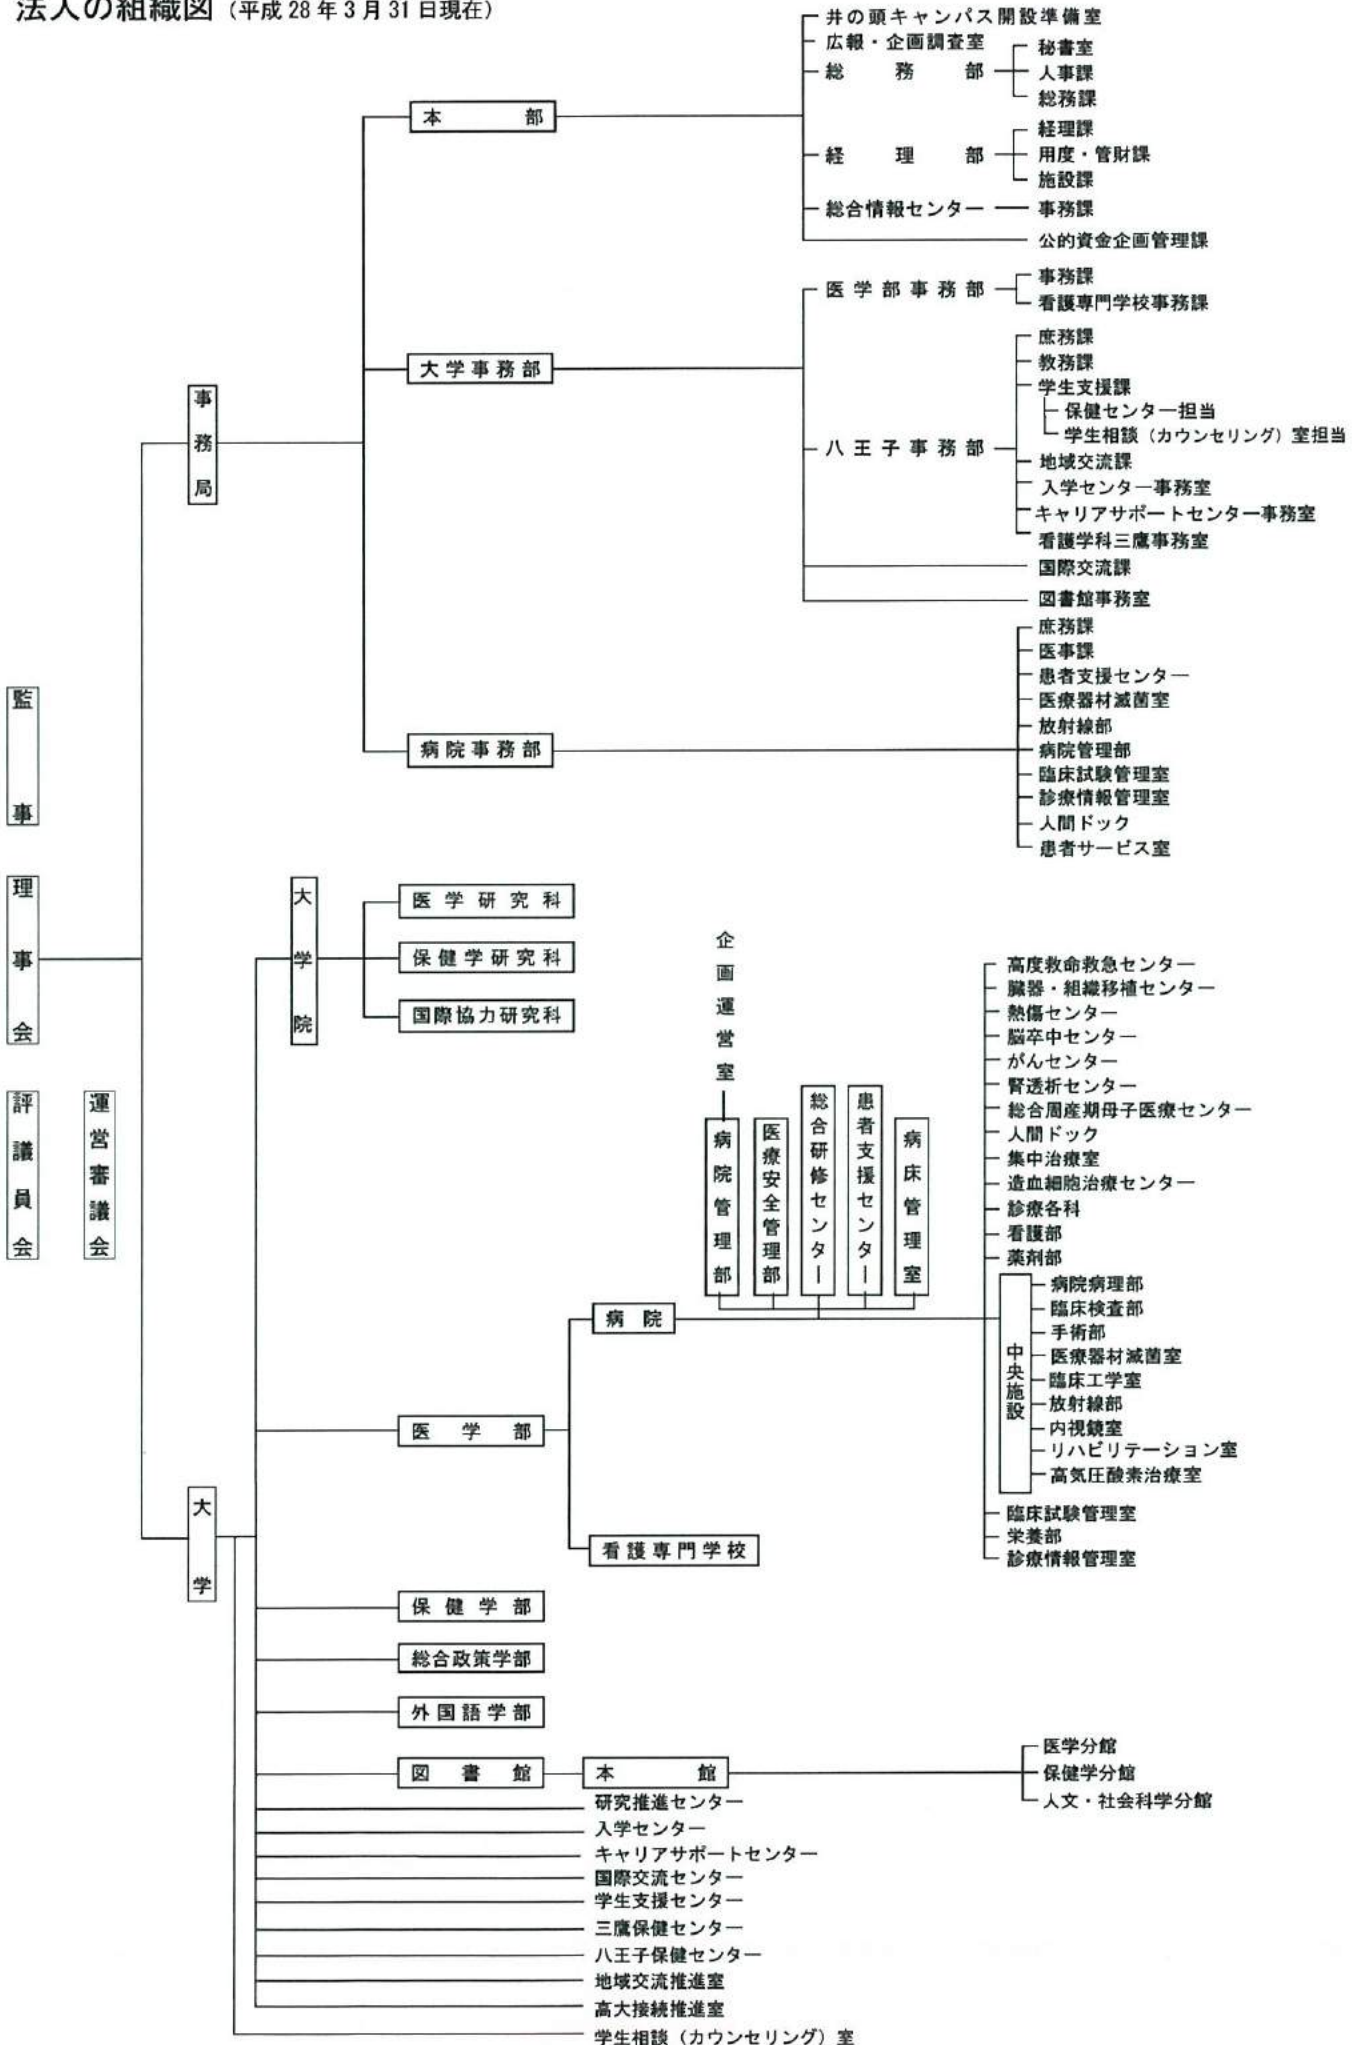 法人の組織図（平成 28 年 3 月 31 日現在）
井の頭キャンパス開設準備室
広報・企画調査室
総務部
秘書室
人事課
総務課
本部
経理部
経理課
用度・管財課
施設課
総合情報センター
事務課
公的資金企画管理課
医学部事務部
事務課
看護専門学校事務課
大学事務部
八王子事務部
庶務課
教務課
学生支援課
保健センター担当
学生相談（カウンセリング）室担当
地域交流課
入学センター事務室
キャリアサポートセンター事務室
看護学科三鷹事務室
国際交流課
図書館事務室
事務局
病院事務部
庶務課
医事課
患者支援センター
医療器材滅菌室
放射線部
病院管理部
臨床試験管理室
診療情報管理室
人間ドック
患者サービス室
監事
理事会
評議員会
運営審議会
大学院
医学研究科
保健学研究科
国際協力研究科
企画運営室
病院管理部
医療安全管理部
総合研修センター
患者支援センター
病床管理室
高度救命救急センター
臓器・組織移植センター
熱傷センター
脳卒中センター
がんセンター
腎透析センター
総合周産期母子医療センター
人間ドック
集中治療室
造血細胞治療センター
診療各科
看護部
薬剤部
中央施設
病院病理部
臨床検査部
手術部
医療器材滅菌室
臨床工学室
放射線部
内視鏡室
リハビリテーション室
高気圧酸素治療室
臨床試験管理室
栄養部
診療情報管理室
病院
医学部
看護専門学校
大学
保健学部
総合政策学部
外国語学部
図書館
本館
医学分館
保健学分館
人文・社会科学分館
研究推進センター
入学センター
キャリアサポートセンター
国際交流センター
学生支援センター
三鷹保健センター
八王子保健センター
地域交流推進室
高大接続推進室
学生相談（カウンセリング）室